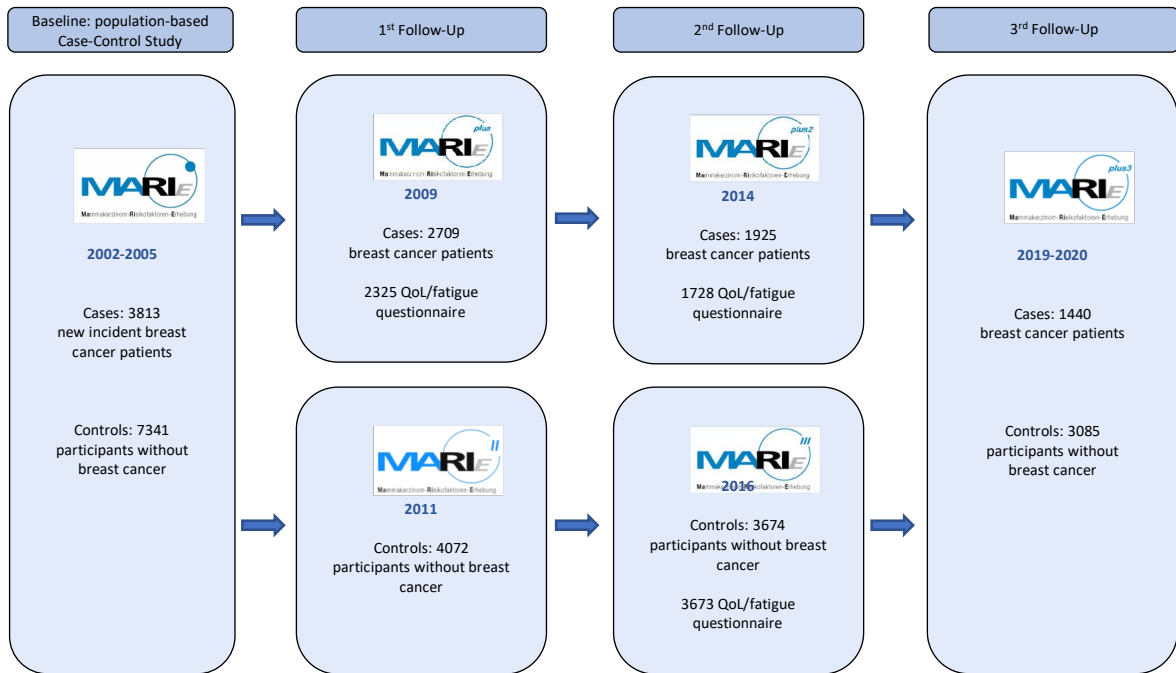 Baseline: population-based
Case-Control Study
1st Follow-Up
2nd Follow-Up
3rd Follow-Up
MARIE
Mammakarzinom-Risikofaktoren-Erhebung
2002-2005
Cases: 3813
new incident breast
cancer patients
Controls: 7341
participants without
breast cancer
plus
MARIE
Mammakarzinom-Risikofaktoren-Erhebung
2009
Cases: 2709
breast cancer patients
2325 QoL/fatigue
questionnaire
II
MARIE
Mammakarzinom-Risikofaktoren-Erhebung
2011
Controls: 4072
participants without breast
cancer
plus2
MARIE
Mammakarzinom-Risikofaktoren-Erhebung
2014
Cases: 1925
breast cancer patients
1728 QoL/fatigue
questionnaire
III
MARIE
Mammakarzinom-Risikofaktoren-Erhebung
2016
Controls: 3674
participants without breast
cancer
3673 QoL/fatigue
questionnaire
plus3
MARIE
Mammakarzinom-Risikofaktoren-Erhebung
2019-2020
Cases: 1440
breast cancer patients
Controls: 3085
participants without
breast cancer